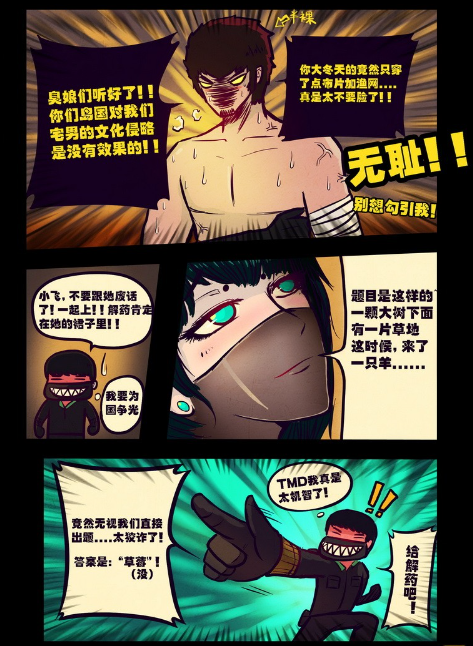 半裸
臭娘们听好了！！
你们岛国对我们
宅男的文化侵略
是没有效果的！！
你大冬天的竟然只穿
了点布片加渔网....
真是太不要脸了！！
无耻！！
别想勾引我！
小飞，不要跟她废话
了！一起上！！解药肯定
在她的裙子里！！
我要为
国争光
题目是这样的~
一颗大树下面
有一片草地
这时候，来了
一只羊......
竟然无视我们直接
出题....太狡诈了！
答案是：“草莓”！
（没）
TMD我真是
太机智了！
!!
给解药吧！